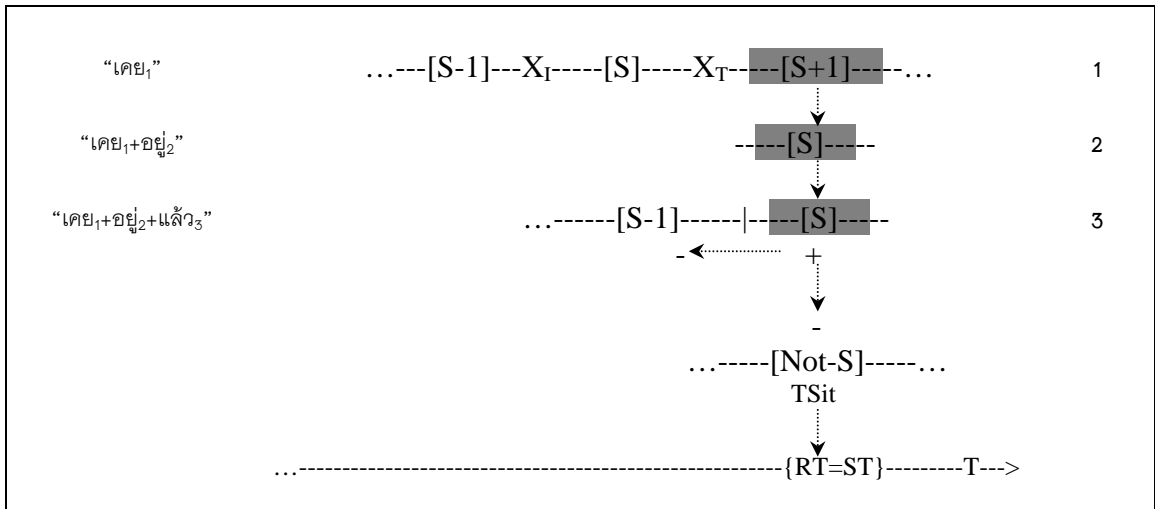 “เคย₁” …---[S-1]---X_I-----[S]-----X_T-----[S+1]-----… 1
“เคย₁+อยู่₂” -----[S]----- 2
“เคย₁+อยู่₂+แล้ว₃” …------[S-1]------|-----[S]----- 3
- +
-
…-----[Not-S]-----…
TSit
…--------------------------------------------------------{RT=ST}---------T--->